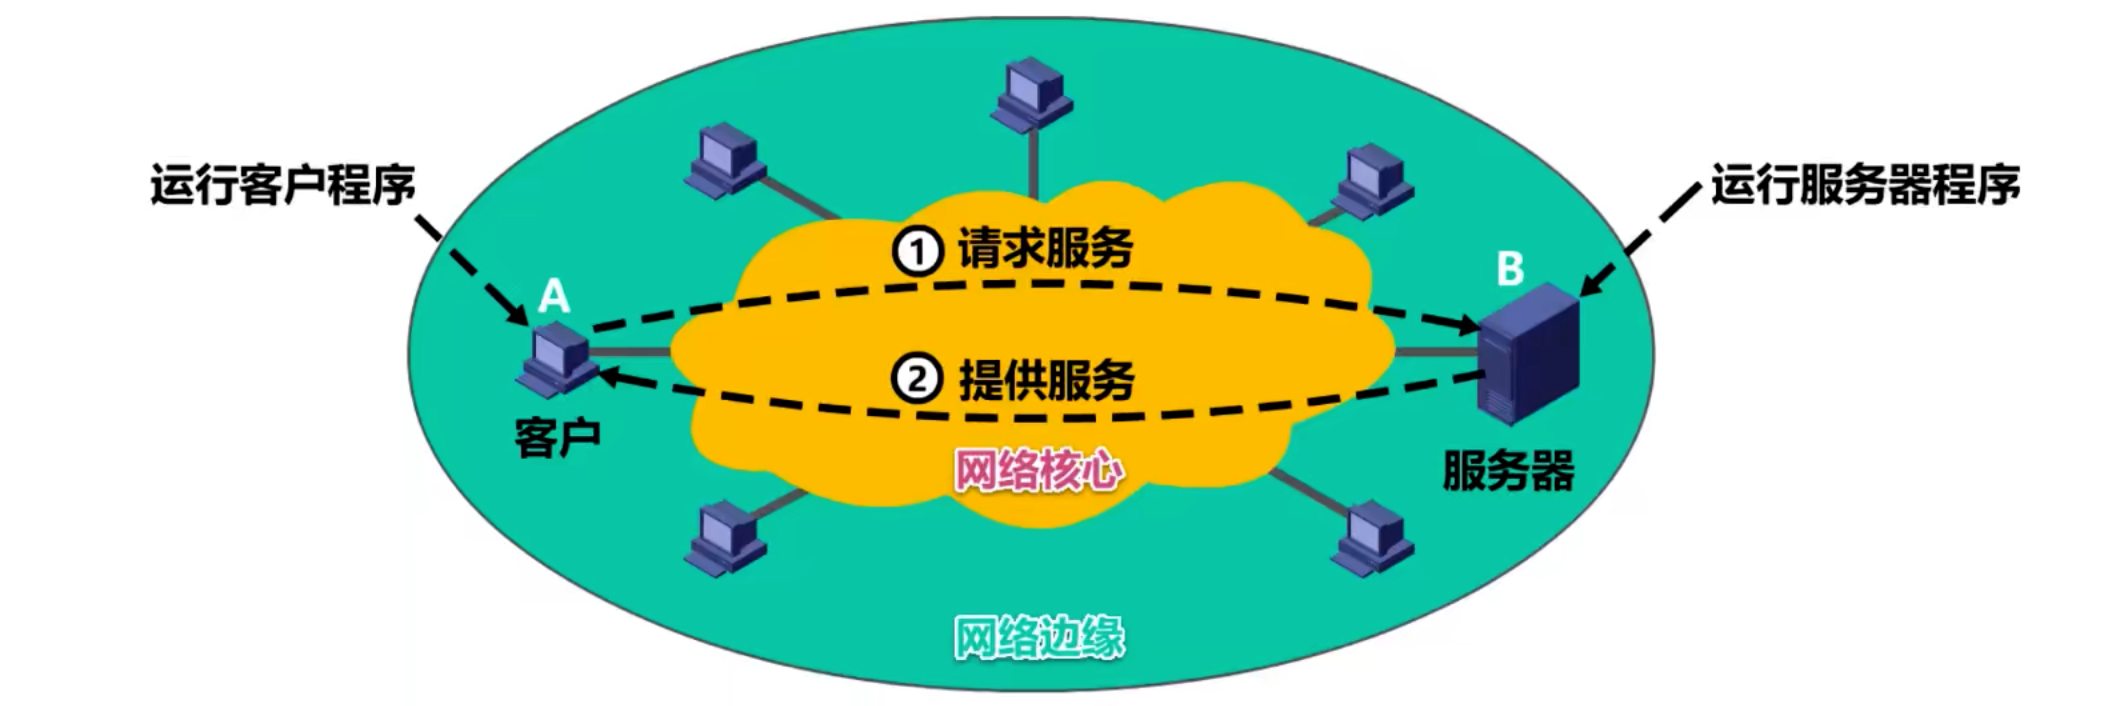 运行客户程序
运行服务器程序
① 请求服务
A
B
② 提供服务
客户
网络核心
服务器
网络边缘